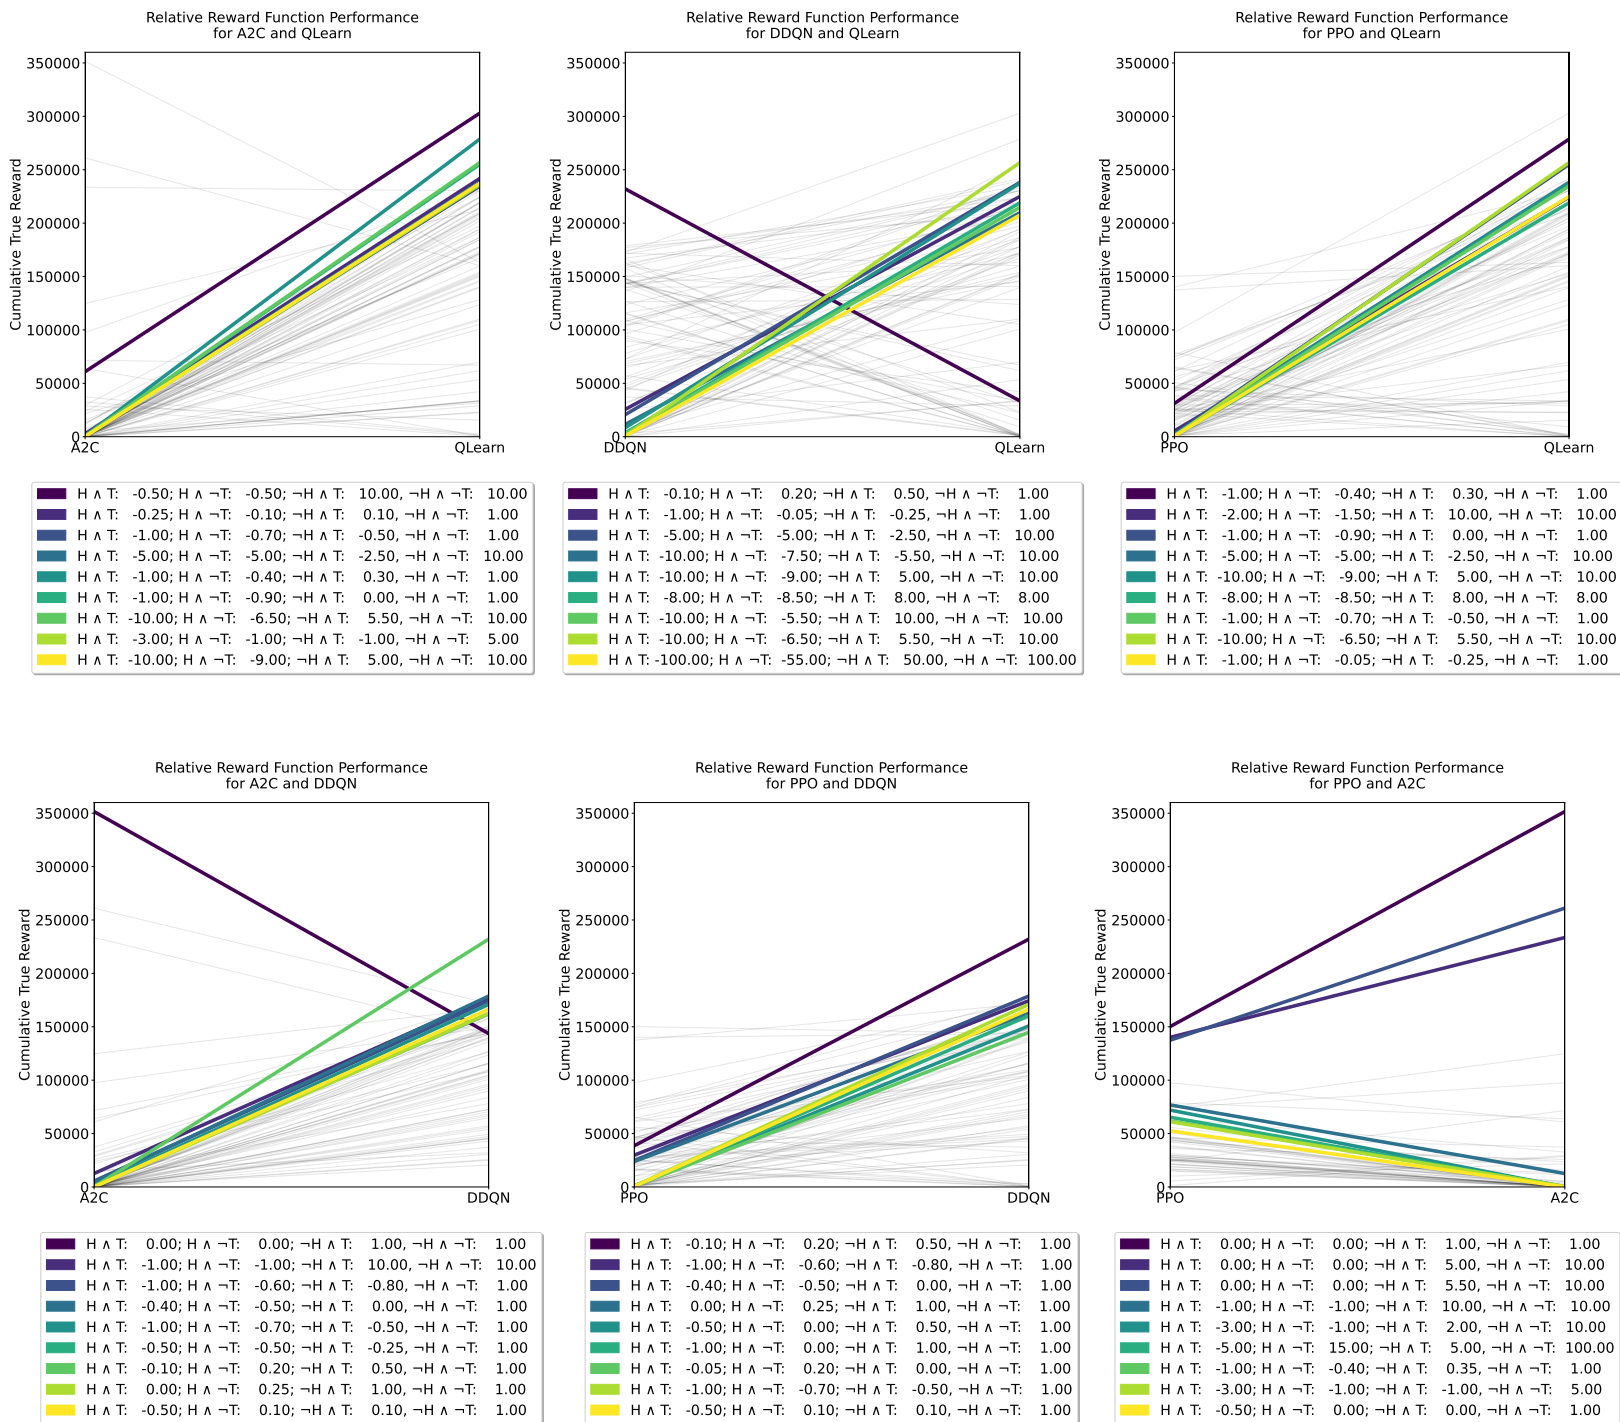 Relative Reward Function Performance
for A2C and QLearn
350000
300000
250000
200000
150000
100000
50000
0
Cumulative True Reward
A2C
QLearn
H ∧ T: -0.50; H ∧ ¬T: -0.50; ¬H ∧ T: 10.00, ¬H ∧ ¬T: 10.00
H ∧ T: -0.25; H ∧ ¬T: -0.10; ¬H ∧ T: 0.10, ¬H ∧ ¬T: 1.00
H ∧ T: -1.00; H ∧ ¬T: -0.70; ¬H ∧ T: -0.50, ¬H ∧ ¬T: 1.00
H ∧ T: -5.00; H ∧ ¬T: -5.00; ¬H ∧ T: -2.50, ¬H ∧ ¬T: 10.00
H ∧ T: -1.00; H ∧ ¬T: -0.40; ¬H ∧ T: 0.30, ¬H ∧ ¬T: 1.00
H ∧ T: -1.00; H ∧ ¬T: -0.90; ¬H ∧ T: 0.00, ¬H ∧ ¬T: 1.00
H ∧ T: -10.00; H ∧ ¬T: -6.50; ¬H ∧ T: 5.50, ¬H ∧ ¬T: 10.00
H ∧ T: -3.00; H ∧ ¬T: -1.00; ¬H ∧ T: -1.00, ¬H ∧ ¬T: 5.00
H ∧ T: -10.00; H ∧ ¬T: -9.00; ¬H ∧ T: 5.00, ¬H ∧ ¬T: 10.00
Relative Reward Function Performance
for DDQN and QLearn
350000
300000
250000
200000
150000
100000
50000
0
Cumulative True Reward
DDQN
QLearn
H ∧ T: -0.10; H ∧ ¬T: 0.20; ¬H ∧ T: 0.50, ¬H ∧ ¬T: 1.00
H ∧ T: -1.00; H ∧ ¬T: -0.05; ¬H ∧ T: -0.25, ¬H ∧ ¬T: 1.00
H ∧ T: -5.00; H ∧ ¬T: -5.00; ¬H ∧ T: -2.50, ¬H ∧ ¬T: 10.00
H ∧ T: -10.00; H ∧ ¬T: -7.50; ¬H ∧ T: -5.50, ¬H ∧ ¬T: 10.00
H ∧ T: -10.00; H ∧ ¬T: -9.00; ¬H ∧ T: 5.00, ¬H ∧ ¬T: 10.00
H ∧ T: -8.00; H ∧ ¬T: -8.50; ¬H ∧ T: 8.00, ¬H ∧ ¬T: 8.00
H ∧ T: -10.00; H ∧ ¬T: -5.50; ¬H ∧ T: 10.00, ¬H ∧ ¬T: 10.00
H ∧ T: -10.00; H ∧ ¬T: -6.50; ¬H ∧ T: 5.50, ¬H ∧ ¬T: 10.00
H ∧ T: -100.00; H ∧ ¬T: -55.00; ¬H ∧ T: 50.00, ¬H ∧ ¬T: 100.00
Relative Reward Function Performance
for PPO and QLearn
350000
300000
250000
200000
150000
100000
50000
0
Cumulative True Reward
PPO
QLearn
H ∧ T: -1.00; H ∧ ¬T: -0.40; ¬H ∧ T: 0.30, ¬H ∧ ¬T: 1.00
H ∧ T: -2.00; H ∧ ¬T: -1.50; ¬H ∧ T: 10.00, ¬H ∧ ¬T: 10.00
H ∧ T: -1.00; H ∧ ¬T: -0.90; ¬H ∧ T: 0.00, ¬H ∧ ¬T: 1.00
H ∧ T: -5.00; H ∧ ¬T: -5.00; ¬H ∧ T: -2.50, ¬H ∧ ¬T: 10.00
H ∧ T: -10.00; H ∧ ¬T: -9.00; ¬H ∧ T: 5.00, ¬H ∧ ¬T: 10.00
H ∧ T: -8.00; H ∧ ¬T: -8.50; ¬H ∧ T: 8.00, ¬H ∧ ¬T: 8.00
H ∧ T: -1.00; H ∧ ¬T: -0.70; ¬H ∧ T: -0.50, ¬H ∧ ¬T: 1.00
H ∧ T: -10.00; H ∧ ¬T: -6.50; ¬H ∧ T: 5.50, ¬H ∧ ¬T: 10.00
H ∧ T: -1.00; H ∧ ¬T: -0.05; ¬H ∧ T: -0.25, ¬H ∧ ¬T: 1.00
Relative Reward Function Performance
for A2C and DDQN
350000
300000
250000
200000
150000
100000
50000
0
Cumulative True Reward
A2C
DDQN
H ∧ T: 0.00; H ∧ ¬T: 0.00; ¬H ∧ T: 1.00, ¬H ∧ ¬T: 1.00
H ∧ T: -1.00; H ∧ ¬T: -1.00; ¬H ∧ T: 10.00, ¬H ∧ ¬T: 10.00
H ∧ T: -1.00; H ∧ ¬T: -0.60; ¬H ∧ T: -0.80, ¬H ∧ ¬T: 1.00
H ∧ T: -0.40; H ∧ ¬T: -0.50; ¬H ∧ T: 0.00, ¬H ∧ ¬T: 1.00
H ∧ T: -1.00; H ∧ ¬T: -0.70; ¬H ∧ T: -0.50, ¬H ∧ ¬T: 1.00
H ∧ T: -0.50; H ∧ ¬T: -0.50; ¬H ∧ T: -0.25, ¬H ∧ ¬T: 1.00
H ∧ T: -0.10; H ∧ ¬T: 0.20; ¬H ∧ T: 0.50, ¬H ∧ ¬T: 1.00
H ∧ T: 0.00; H ∧ ¬T: 0.25; ¬H ∧ T: 1.00, ¬H ∧ ¬T: 1.00
H ∧ T: -0.50; H ∧ ¬T: 0.10; ¬H ∧ T: 0.10, ¬H ∧ ¬T: 1.00
Relative Reward Function Performance
for PPO and DDQN
350000
300000
250000
200000
150000
100000
50000
0
Cumulative True Reward
PPO
DDQN
H ∧ T: -0.10; H ∧ ¬T: 0.20; ¬H ∧ T: 0.50, ¬H ∧ ¬T: 1.00
H ∧ T: -1.00; H ∧ ¬T: -0.60; ¬H ∧ T: -0.80, ¬H ∧ ¬T: 1.00
H ∧ T: -0.40; H ∧ ¬T: -0.50; ¬H ∧ T: 0.00, ¬H ∧ ¬T: 1.00
H ∧ T: 0.00; H ∧ ¬T: 0.25; ¬H ∧ T: 1.00, ¬H ∧ ¬T: 1.00
H ∧ T: -0.50; H ∧ ¬T: 0.00; ¬H ∧ T: 0.50, ¬H ∧ ¬T: 1.00
H ∧ T: -1.00; H ∧ ¬T: 0.00; ¬H ∧ T: 1.00, ¬H ∧ ¬T: 1.00
H ∧ T: -0.05; H ∧ ¬T: 0.20; ¬H ∧ T: 0.00, ¬H ∧ ¬T: 1.00
H ∧ T: -1.00; H ∧ ¬T: -0.70; ¬H ∧ T: -0.50, ¬H ∧ ¬T: 1.00
H ∧ T: -0.50; H ∧ ¬T: 0.10; ¬H ∧ T: 0.10, ¬H ∧ ¬T: 1.00
Relative Reward Function Performance
for PPO and A2C
350000
300000
250000
200000
150000
100000
50000
0
Cumulative True Reward
PPO
A2C
H ∧ T: 0.00; H ∧ ¬T: 0.00; ¬H ∧ T: 1.00, ¬H ∧ ¬T: 1.00
H ∧ T: 0.00; H ∧ ¬T: 0.00; ¬H ∧ T: 5.00, ¬H ∧ ¬T: 10.00
H ∧ T: 0.00; H ∧ ¬T: 0.00; ¬H ∧ T: 5.50, ¬H ∧ ¬T: 10.00
H ∧ T: -1.00; H ∧ ¬T: -1.00; ¬H ∧ T: 10.00, ¬H ∧ ¬T: 10.00
H ∧ T: -3.00; H ∧ ¬T: -1.00; ¬H ∧ T: 2.00, ¬H ∧ ¬T: 10.00
H ∧ T: -5.00; H ∧ ¬T: 15.00; ¬H ∧ T: 5.00, ¬H ∧ ¬T: 100.00
H ∧ T: -1.00; H ∧ ¬T: -0.40; ¬H ∧ T: 0.35, ¬H ∧ ¬T: 1.00
H ∧ T: -3.00; H ∧ ¬T: -1.00; ¬H ∧ T: -1.00, ¬H ∧ ¬T: 5.00
H ∧ T: -0.50; H ∧ ¬T: 0.00; ¬H ∧ T: 0.00, ¬H ∧ ¬T: 1.00